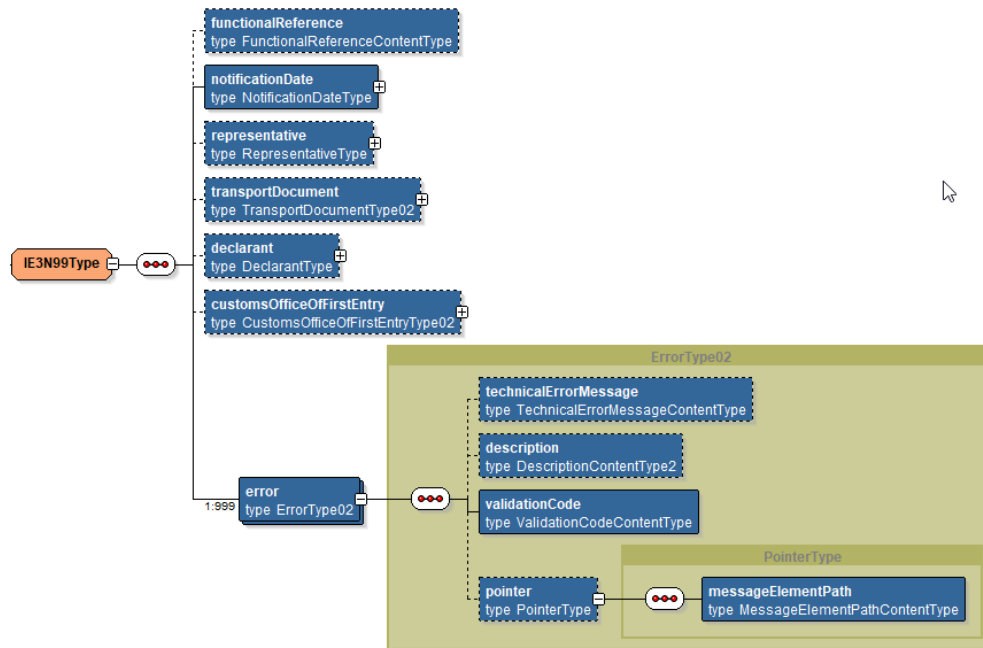 functionalReference
type FunctionalReferenceContentType
notificationDate
type NotificationDateType
representative
type RepresentativeType
transportDocument
type TransportDocumentType02
declarant
type DeclarantType
IE3N99Type
customsOfficeOfFirstEntry
type CustomsOfficeOfFirstEntryType02
ErrorType02
technicalErrorMessage
type TechnicalErrorMessageContentType
description
type DescriptionContentType2
error
1:999
type ErrorType02
validationCode
type ValidationCodeContentType
PointerType
pointer
type PointerType
messageElementPath
type MessageElementPathContentType